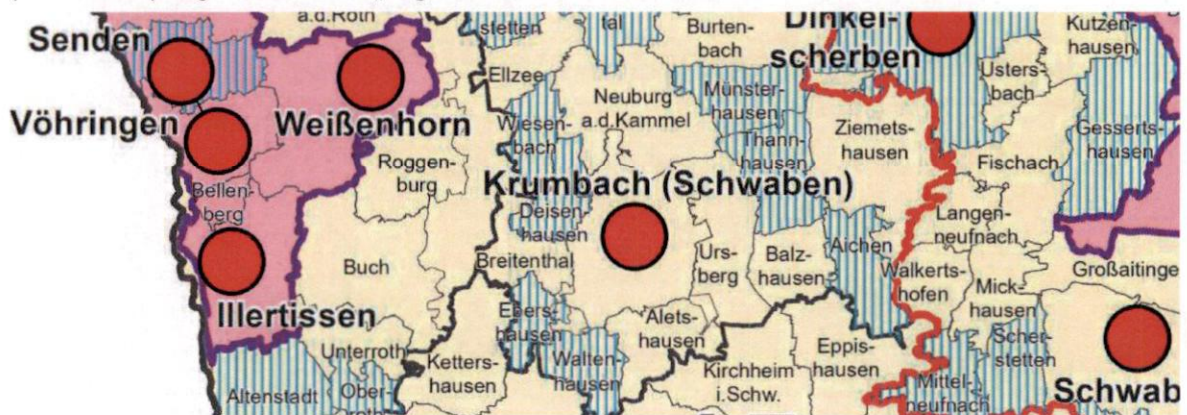 a.d.Roth
stetten
tal
Burten-
bach
Dinkel-
scherben
Kutzen-
hausen
Senden
Ellzee
Münster-
hausen
Usters-
bach
Neuburg
a.d.Kammel
Vöhringen
Weißenhorn
Wiesen-
bach
Ziemets-
hausen
Gesserts-
hausen
Thann-
hausen
Roggen-
burg
Fischach
Krumbach (Schwaben)
Bellen-
berg
Deisen-
hausen
Langen-
neufnach
Aichen
Urs-
berg
Balz-
hausen
Buch
Breitenthal
Walkerts-
hofen
Großaitinge
Mick-
hausen
Illertissen
Ebers-
hausen
Alets-
hausen
Scher-
stetten
Unterroth
Ketters-
hausen
Walten-
hausen
Eppis-
hausen
Kirchheim
i.Schw.
Altenstadt
Ober-
roth
Mittel-
neufnach
Schwab